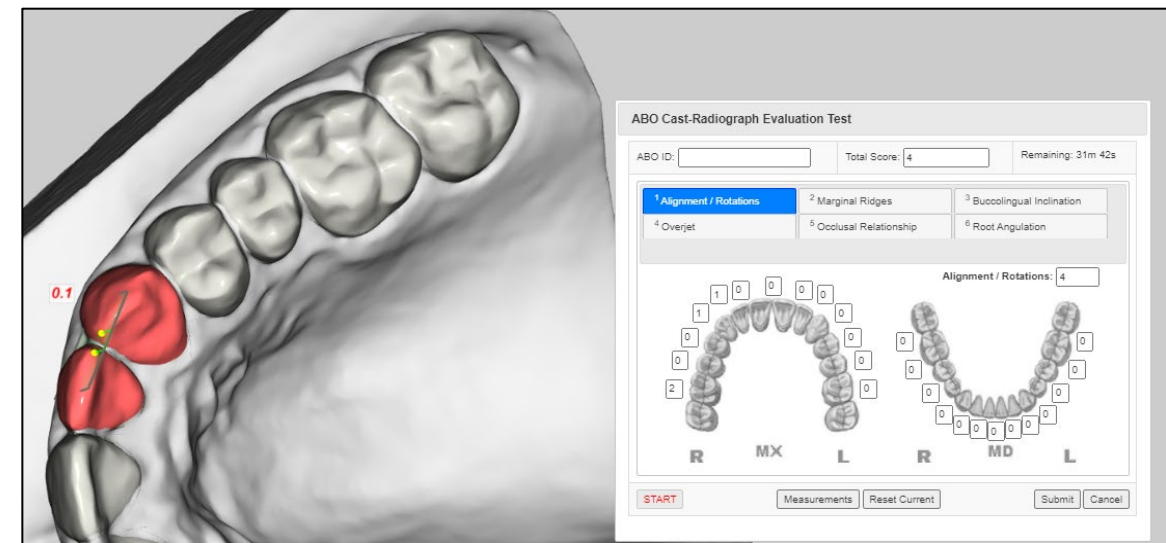 0.1
ABO Cast-Radiograph Evaluation Test
ABO ID: Total Score: 4 Remaining: 31m 42s
1 Alignment / Rotations 2 Marginal Ridges 3 Buccolingual Inclination
4 Overjet 5 Occlusal Relationship 6 Root Angulation
Alignment / Rotations: 4
1 0 0 0 0
1 0
0 0 0 0
0 0 0 0
2 0 0 0
0 0 0 0 0 0
R MX L R MD L
START Measurements Reset Current Submit Cancel